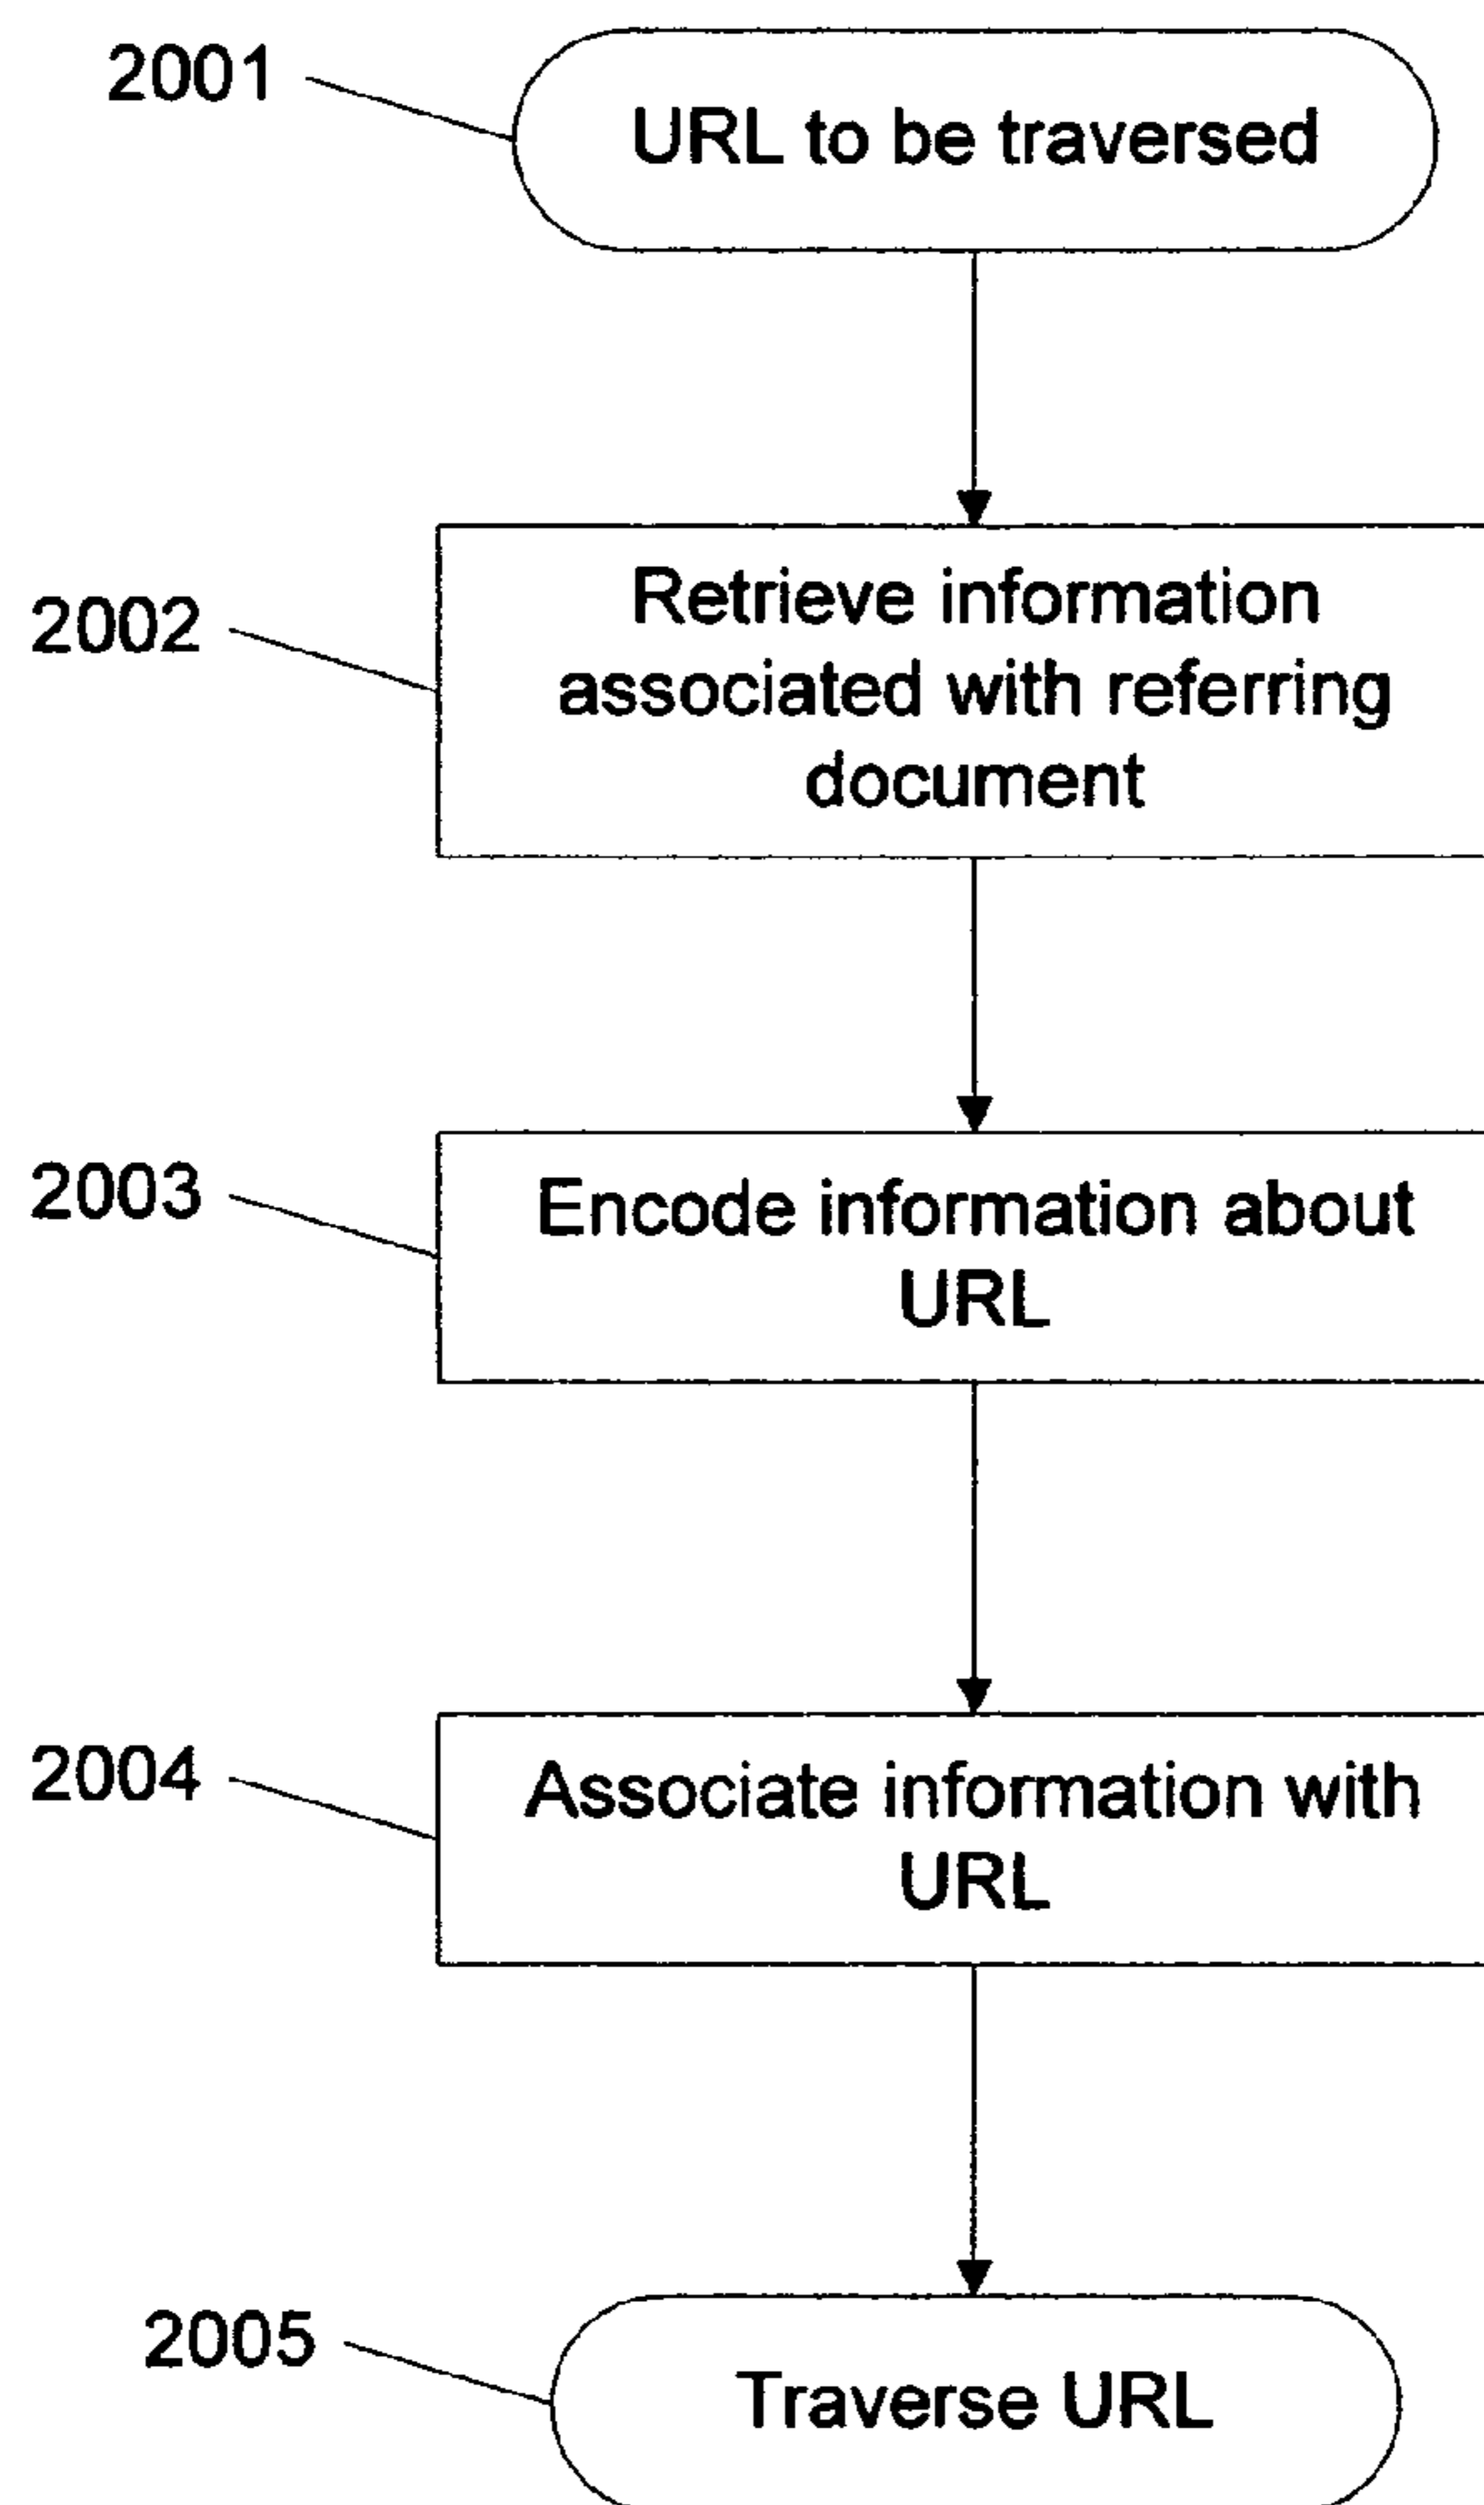 2001
URL to be traversed
2002
Retrieve information
associated with referring
document
2003
Encode information about
URL
2004
Associate information with
URL
2005
Traverse URL